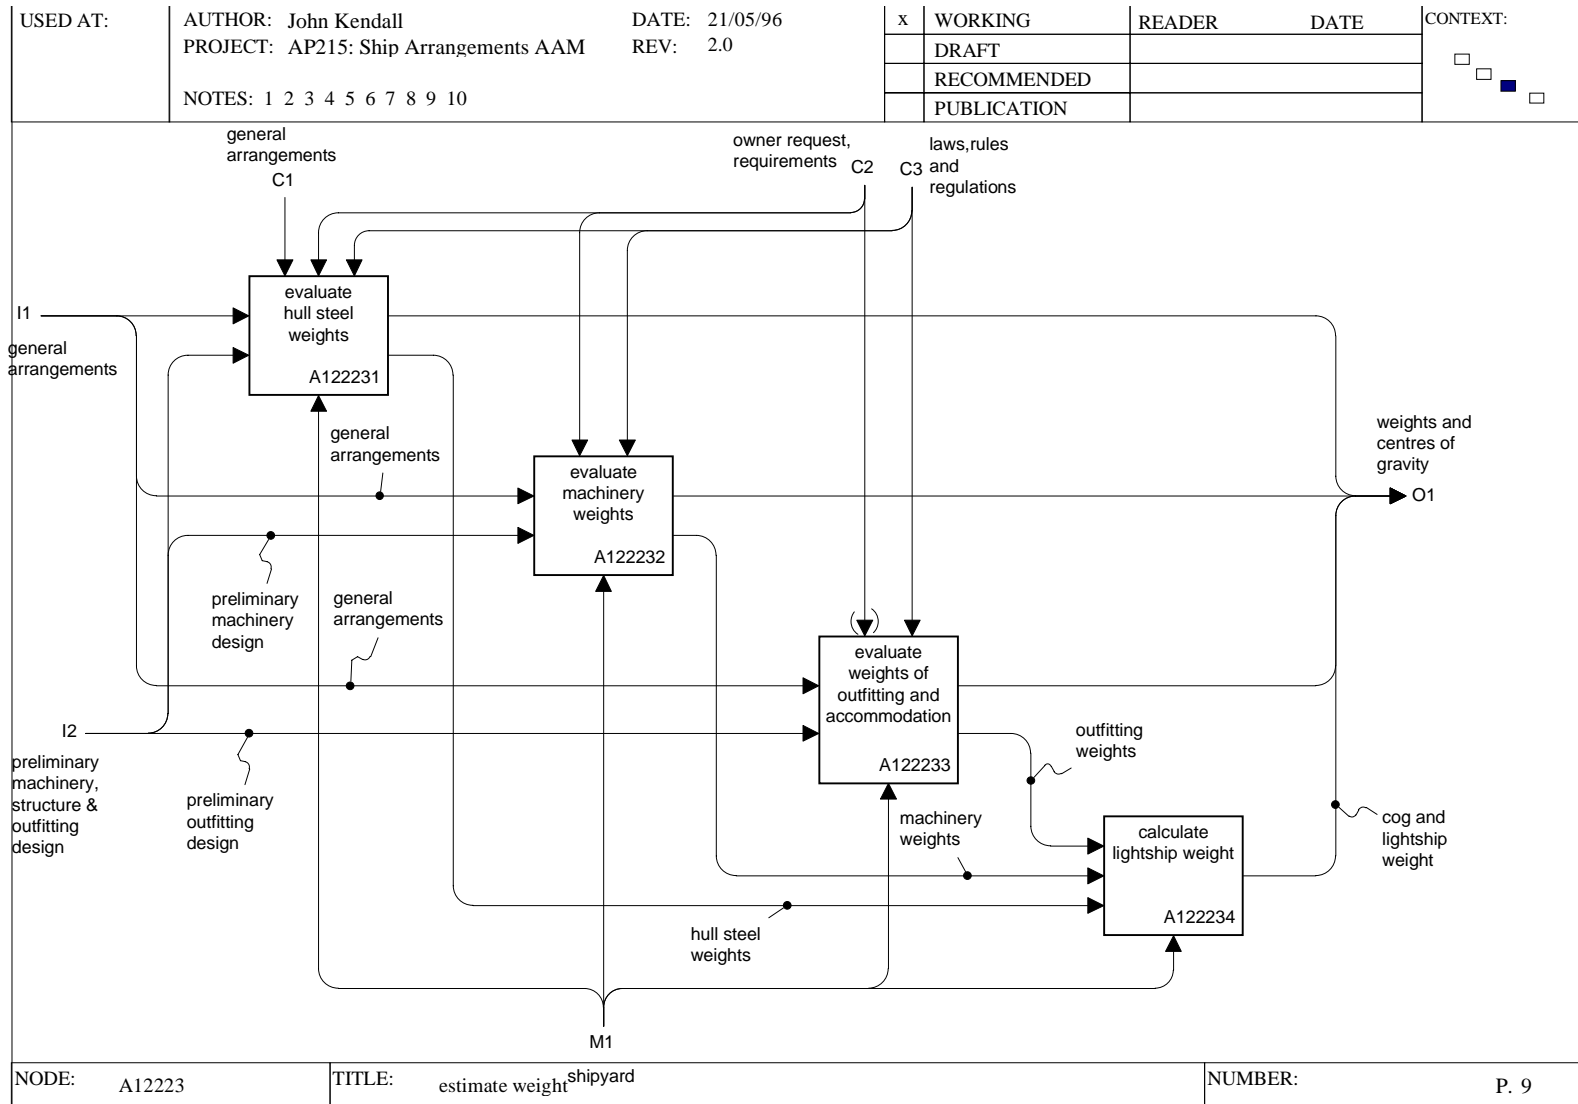 USED AT:
AUTHOR: John Kendall
DATE: 21/05/96
PROJECT: AP215: Ship Arrangements AAM
REV: 2.0
NOTES: 1 2 3 4 5 6 7 8 9 10
x WORKING
DRAFT
RECOMMENDED
PUBLICATION
READER DATE
CONTEXT:
general
arrangements
C1
owner request,
requirements
C2
C3
laws,rules
and
regulations
I1
general
arrangements
evaluate
hull steel
weights
A122231
general
arrangements
evaluate
machinery
weights
A122232
weights and
centres of
gravity
O1
preliminary
machinery
design
general
arrangements
evaluate
weights of
outfitting and
accommodation
A122233
I2
preliminary
machinery,
structure &
outfitting
design
preliminary
outfitting
design
outfitting
weights
machinery
weights
calculate
lightship weight
A122234
cog and
lightship
weight
hull steel
weights
M1
NODE: A12223
TITLE: estimate weight
shipyard
NUMBER:
P. 9